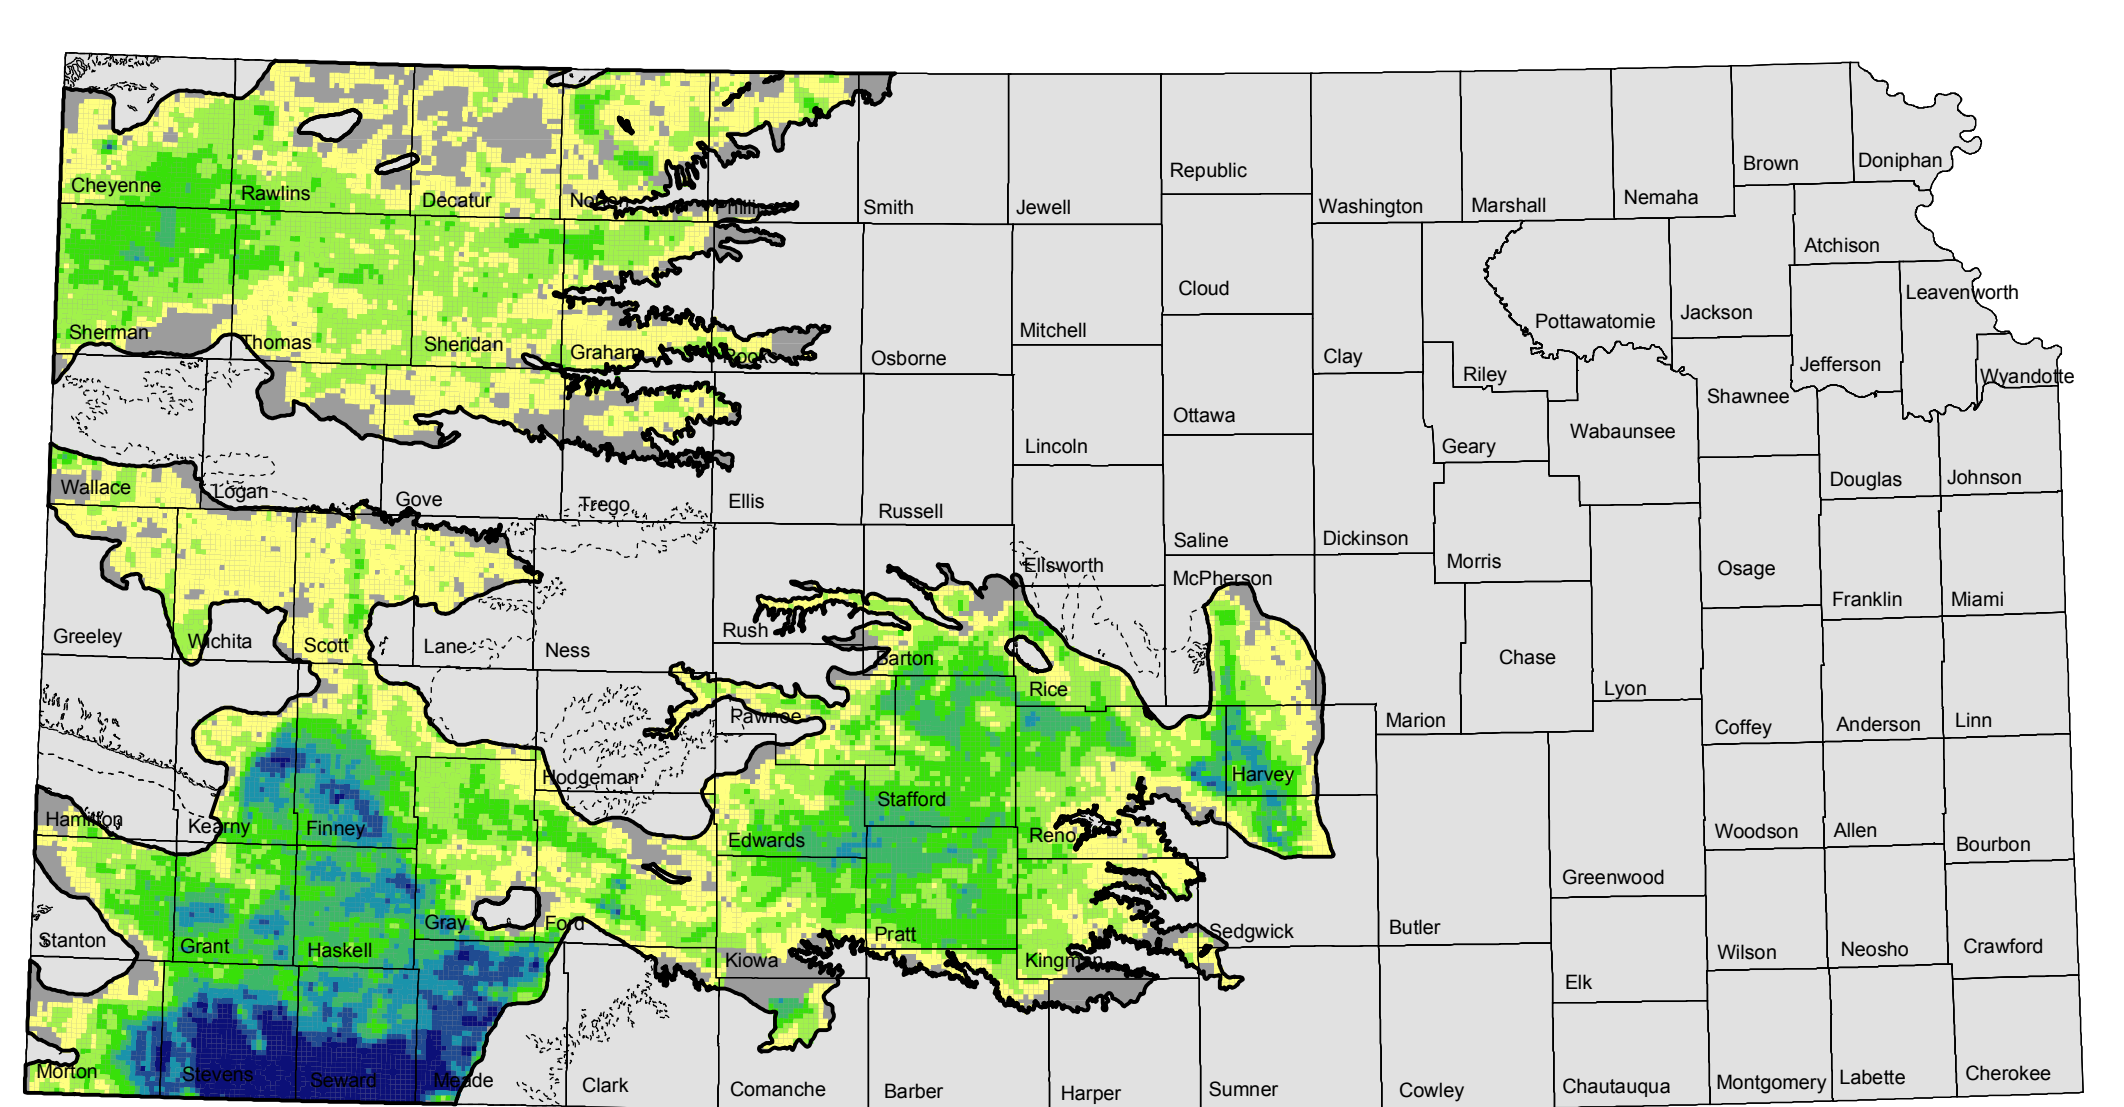 Cheyenne
Rawlins
Decatur
Norton
Phillips
Smith
Jewell
Republic
Washington
Marshall
Nemaha
Brown
Doniphan
Atchison
Cloud
Sherman
Thomas
Sheridan
Graham
Rooks
Osborne
Mitchell
Clay
Riley
Pottawatomie
Jackson
Jefferson
Leavenworth
Wyandotte
Shawnee
Ottawa
Lincoln
Geary
Wabaunsee
Wallace
Logan
Gove
Trego
Ellis
Russell
Saline
Dickinson
Morris
Osage
Douglas
Johnson
Ellsworth
McPherson
Franklin
Miami
Greeley
Wichita
Scott
Lane
Ness
Rush
Barton
Rice
Marion
Chase
Lyon
Coffey
Anderson
Linn
Pawnee
Hodgeman
Stafford
Harvey
Hamilton
Kearny
Finney
Edwards
Reno
Woodson
Allen
Bourbon
Greenwood
Stanton
Grant
Haskell
Gray
Ford
Kiowa
Pratt
Kingman
Sedgwick
Butler
Wilson
Neosho
Crawford
Elk
Morton
Stevens
Seward
Meade
Clark
Comanche
Barber
Harper
Sumner
Cowley
Chautauqua
Montgomery
Labette
Cherokee